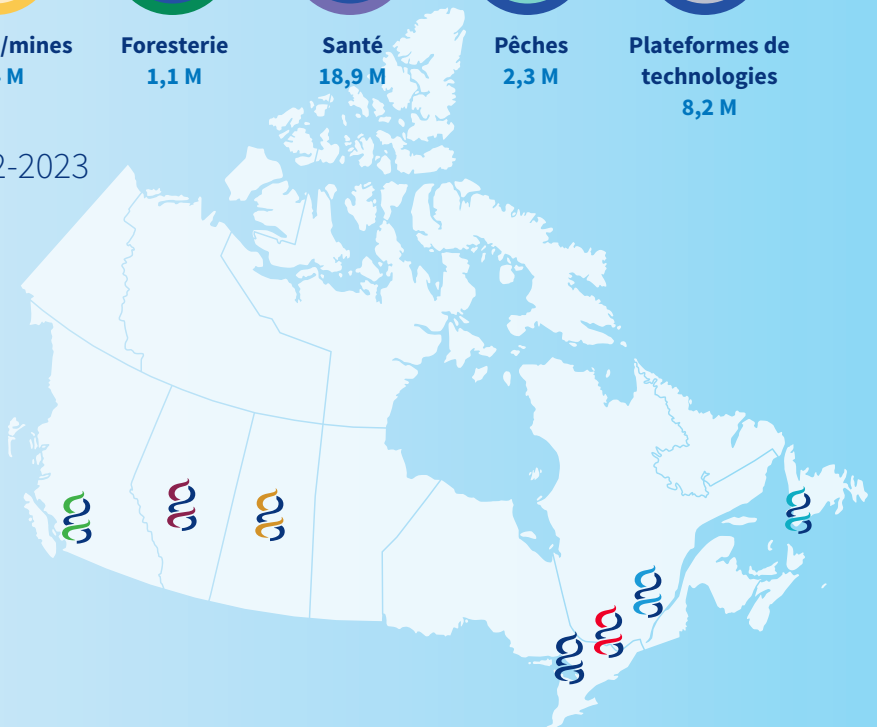 /mines
M
Foresterie
1,1 M
Santé
18,9 M
Pêches
2,3 M
Plateformes de
technologies
8,2 M
2-2023